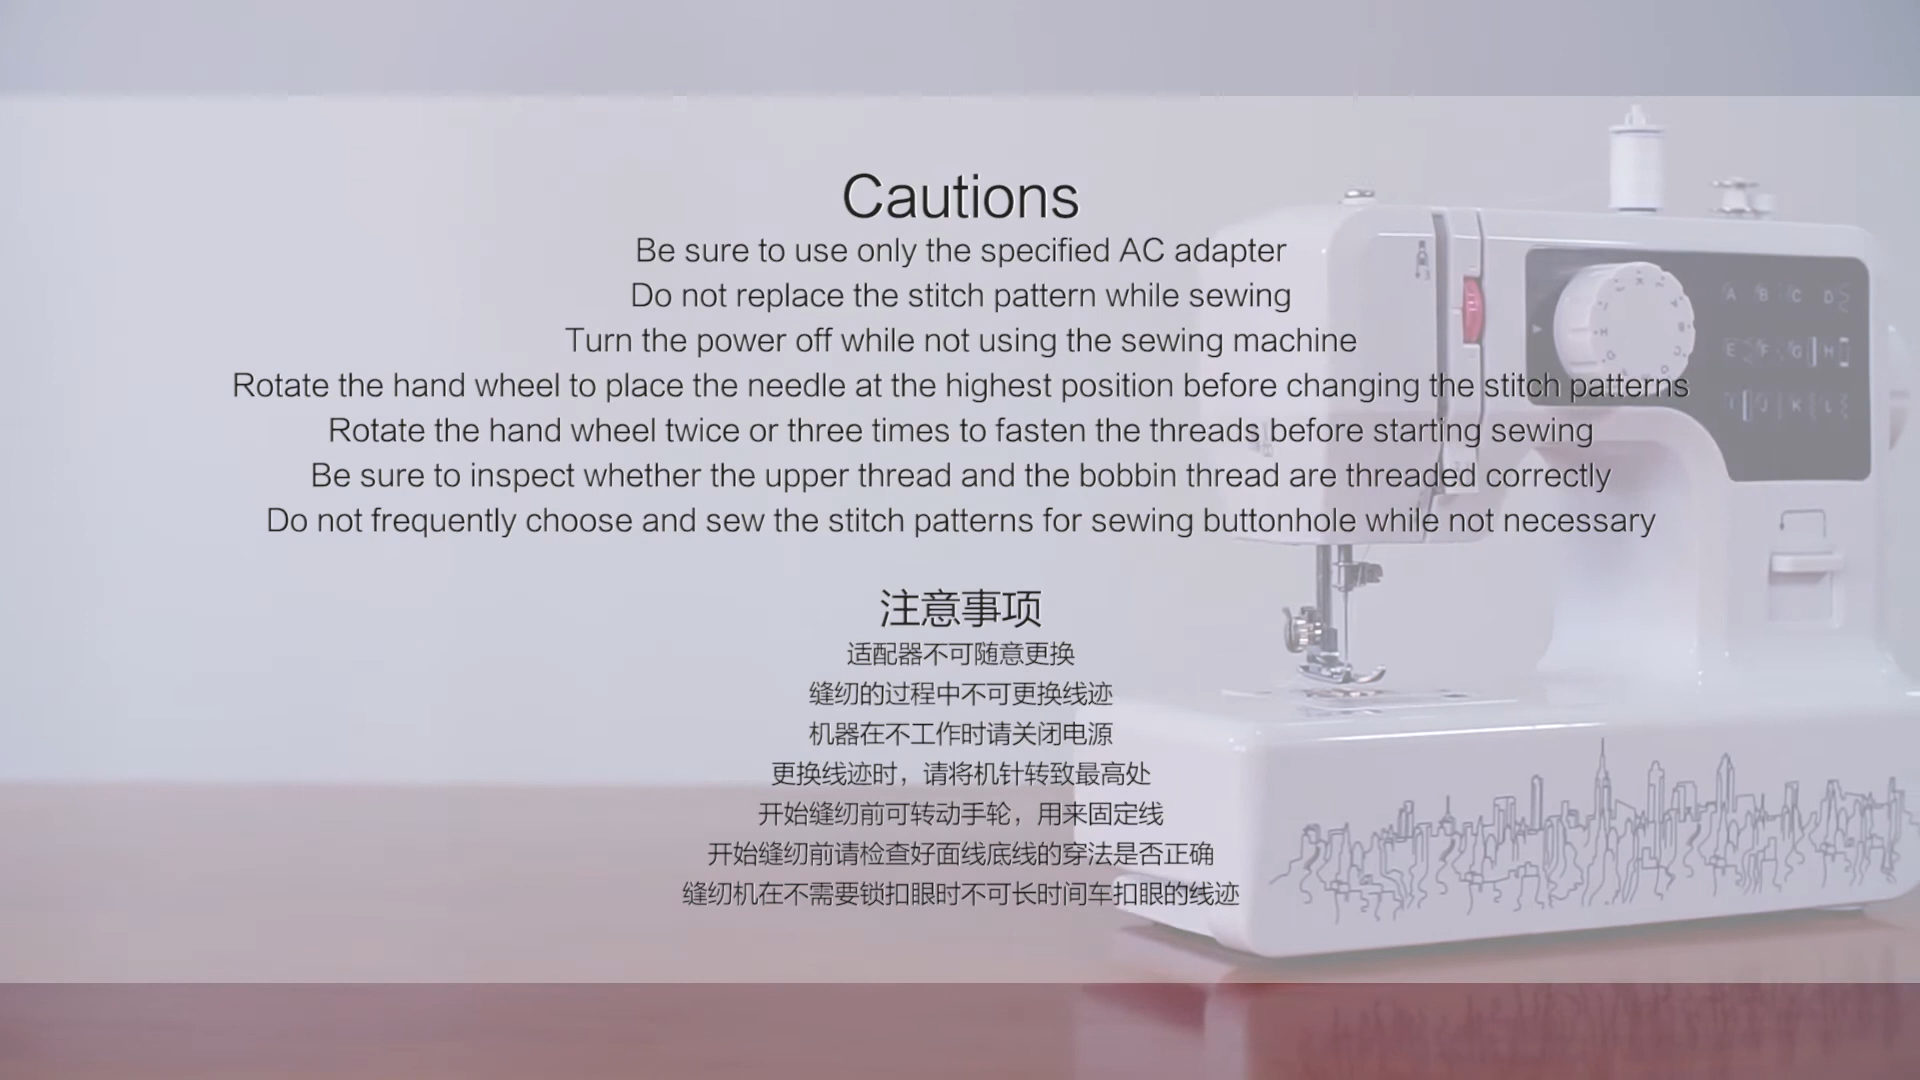 Cautions
Be sure to use only the specified AC adapter
Do not replace the stitch pattern while sewing
Turn the power off while not using the sewing machine
Rotate the hand wheel to place the needle at the highest position before changing the stitch patterns
Rotate the hand wheel twice or three times to fasten the threads before starting sewing
Be sure to inspect whether the upper thread and the bobbin thread are threaded correctly
Do not frequently choose and sew the stitch patterns for sewing buttonhole while not necessary
注意事项
适配器不可随意更换
缝纫的过程中不可更换线迹
机器在不工作时请关闭电源
更换线迹时，请将机针转致最高处
开始缝纫前可转动手轮，用来固定线
开始缝纫前请检查好面线底线的穿法是否正确
缝纫机在不需要锁扣眼时不可长时间车扣眼的线迹
A B C D
E F G H
I J K L